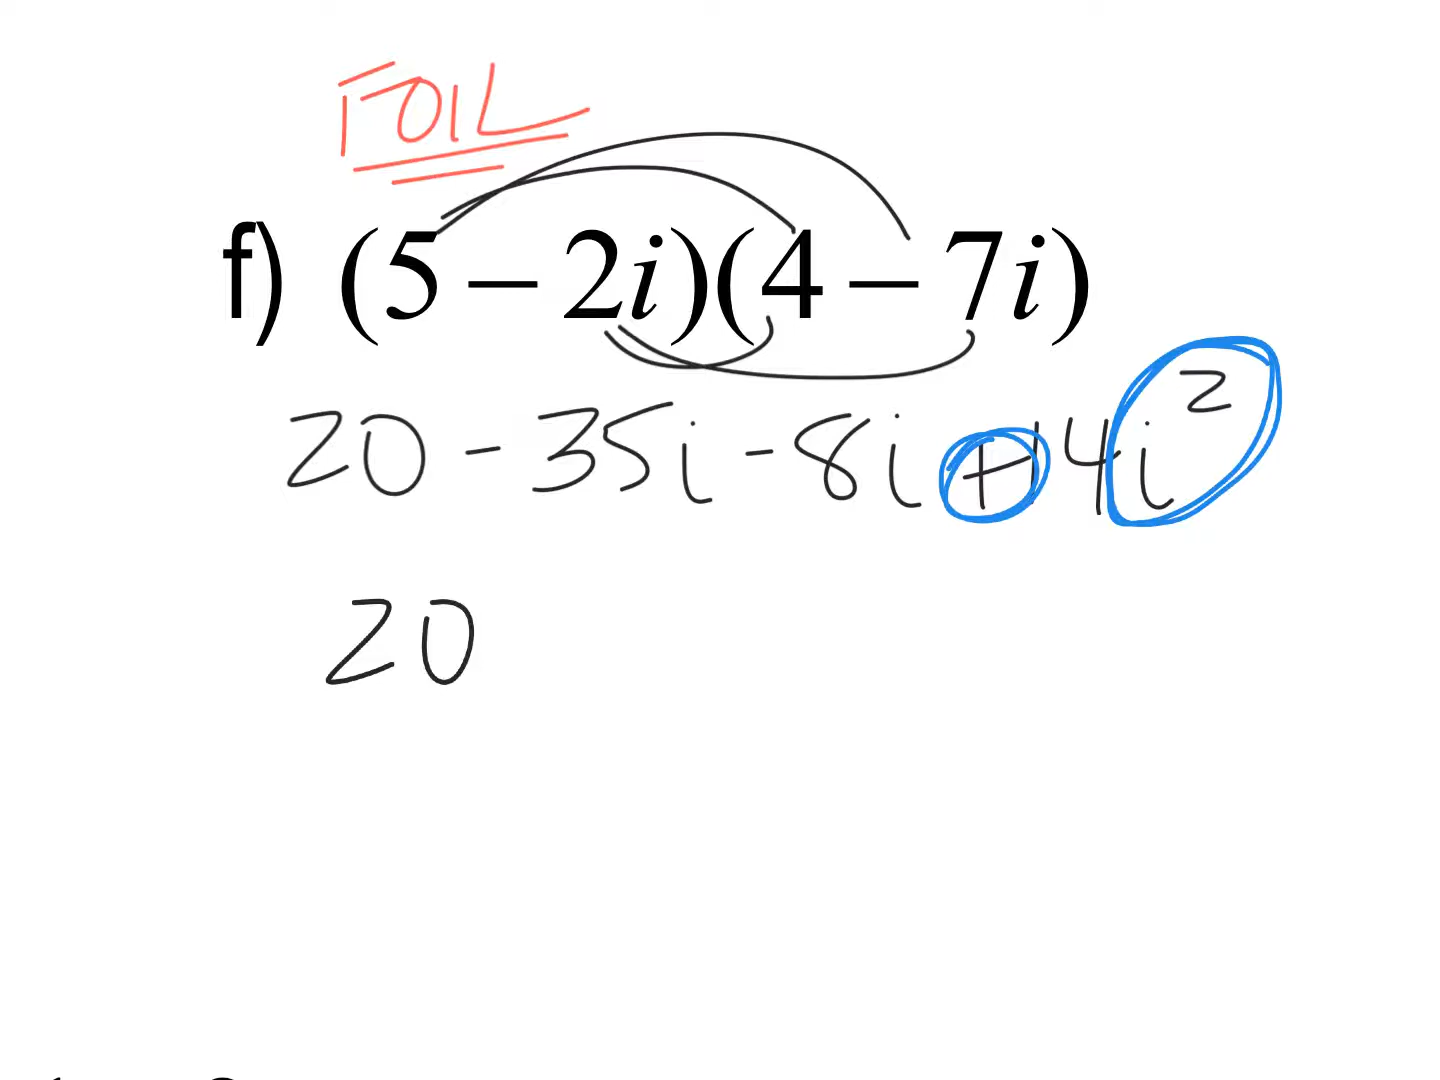 FOIL
f) (5 – 2i)(4 – 7i)
20 - 35i - 8i + 14i²
20